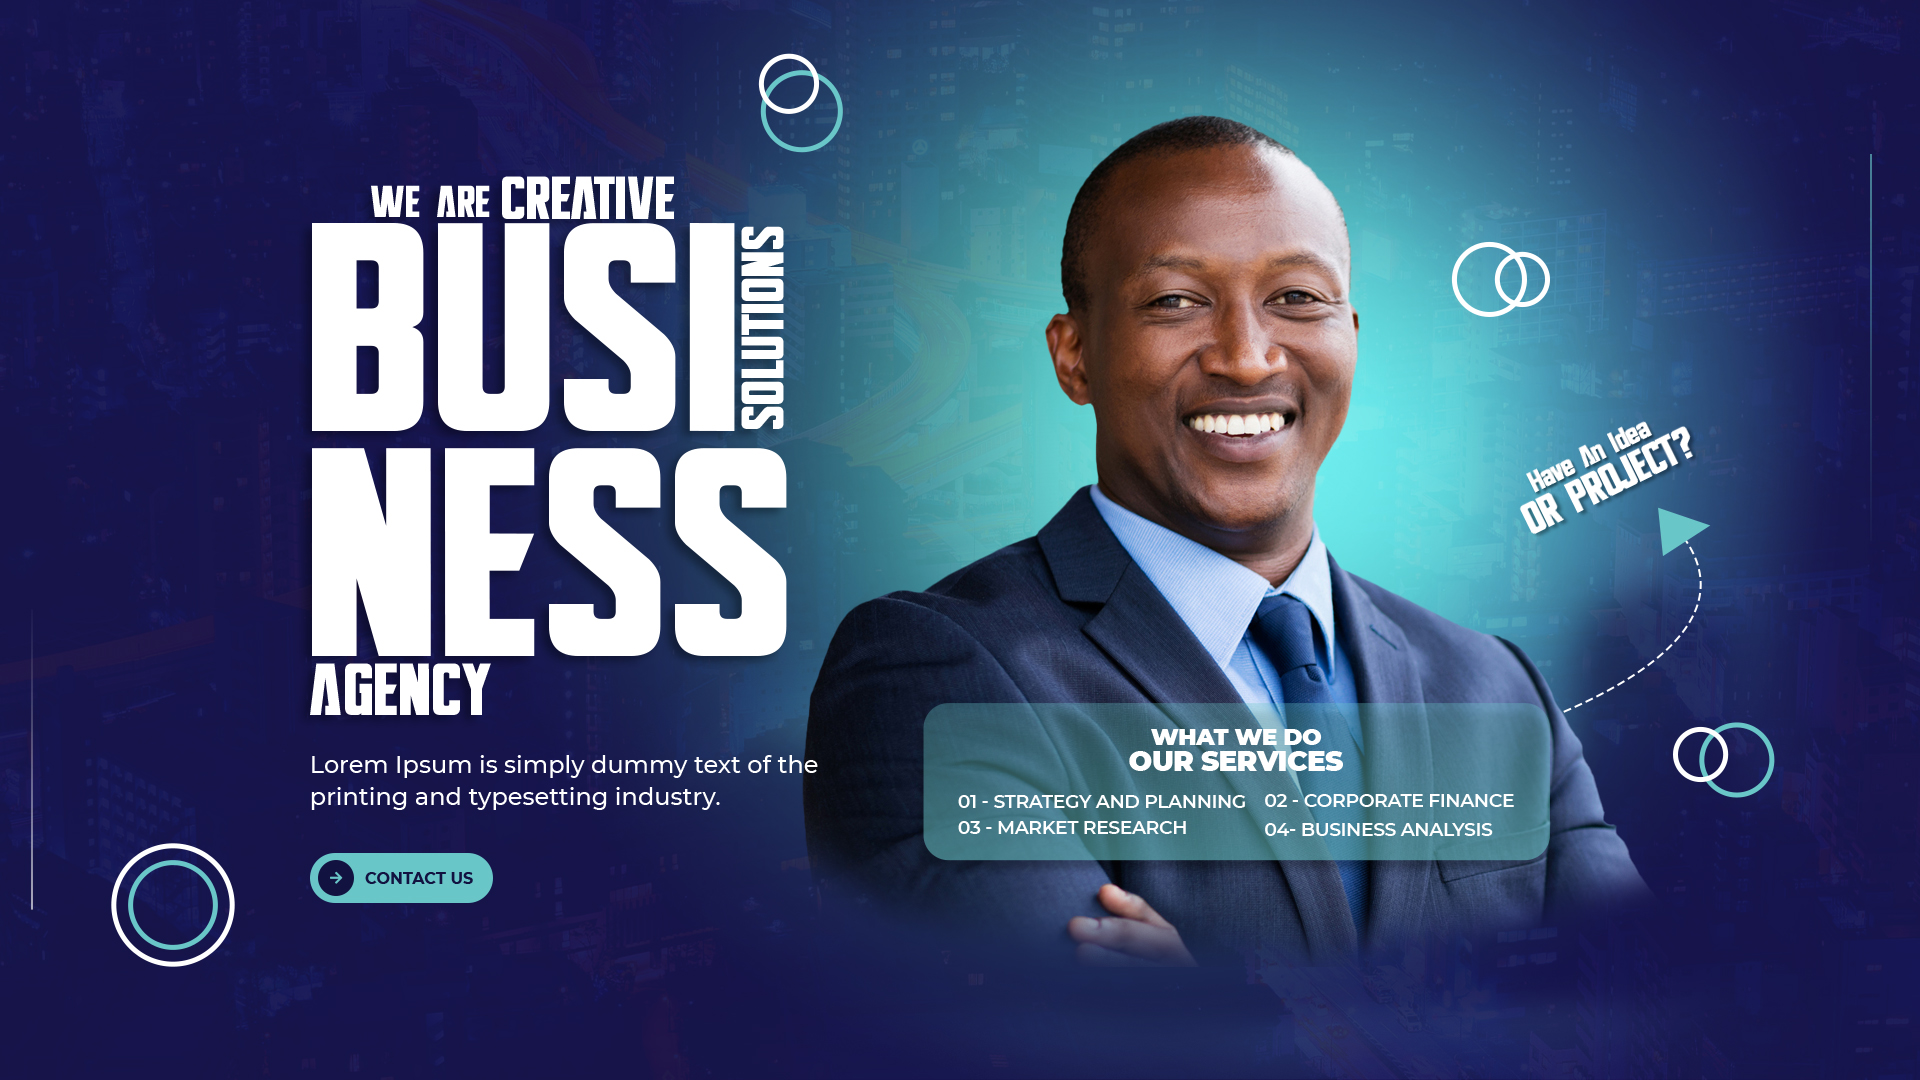 WE ARE CREATIVE
BUSI
SOLUTIONS
NESS
AGENCY
Lorem Ipsum is simply dummy text of the
printing and typesetting industry.
CONTACT US
Have An Idea
OR PROJECT?
WHAT WE DO
OUR SERVICES
01 - STRATEGY AND PLANNING
02 - CORPORATE FINANCE
03 - MARKET RESEARCH
04- BUSINESS ANALYSIS